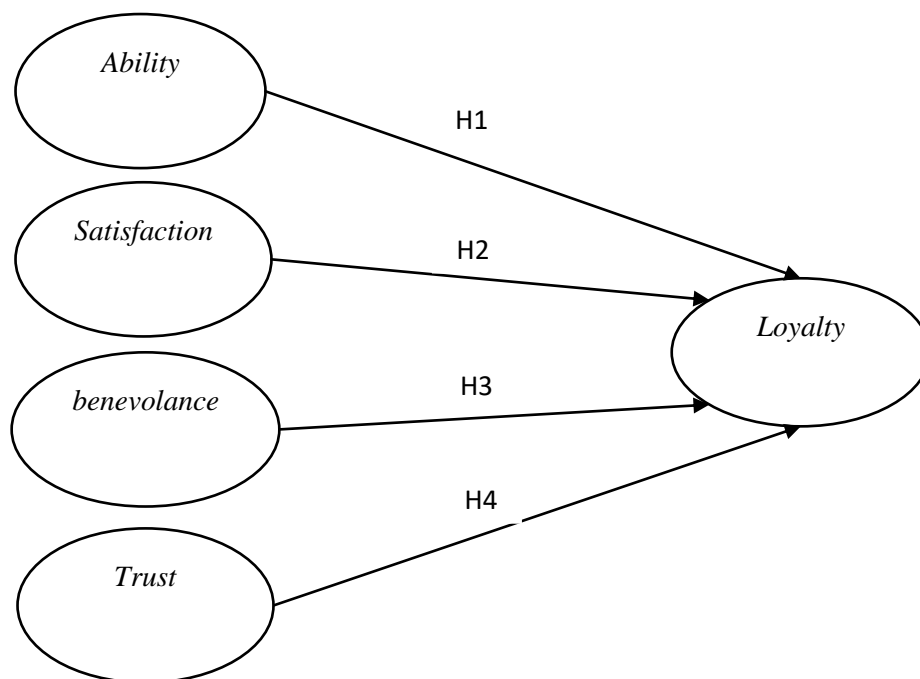 Ability
H1
Satisfaction
H2
Loyalty
benevolance
H3
H4
Trust